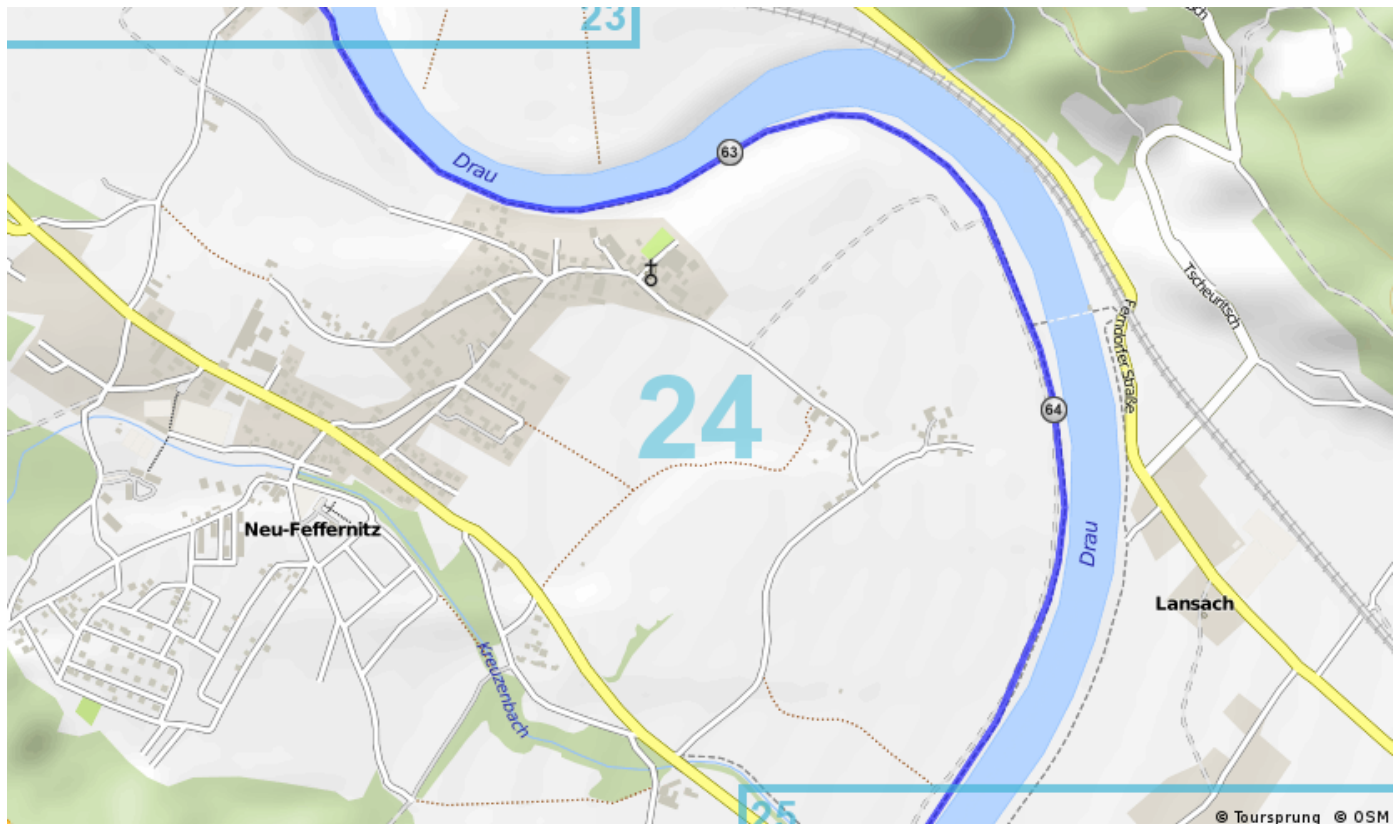 23
Drau
63
Tscheuritsch
Ferndorfer Straße
24
64
Neu-Feffernitz
Drau
Lansach
Kreuzenbach
25
© Toursprung © OSM